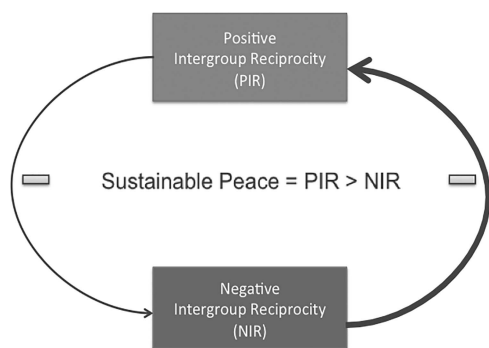 Positive
Intergroup Reciprocity
(PIR)
Sustainable Peace = PIR > NIR
Negative
Intergroup Reciprocity
(NIR)